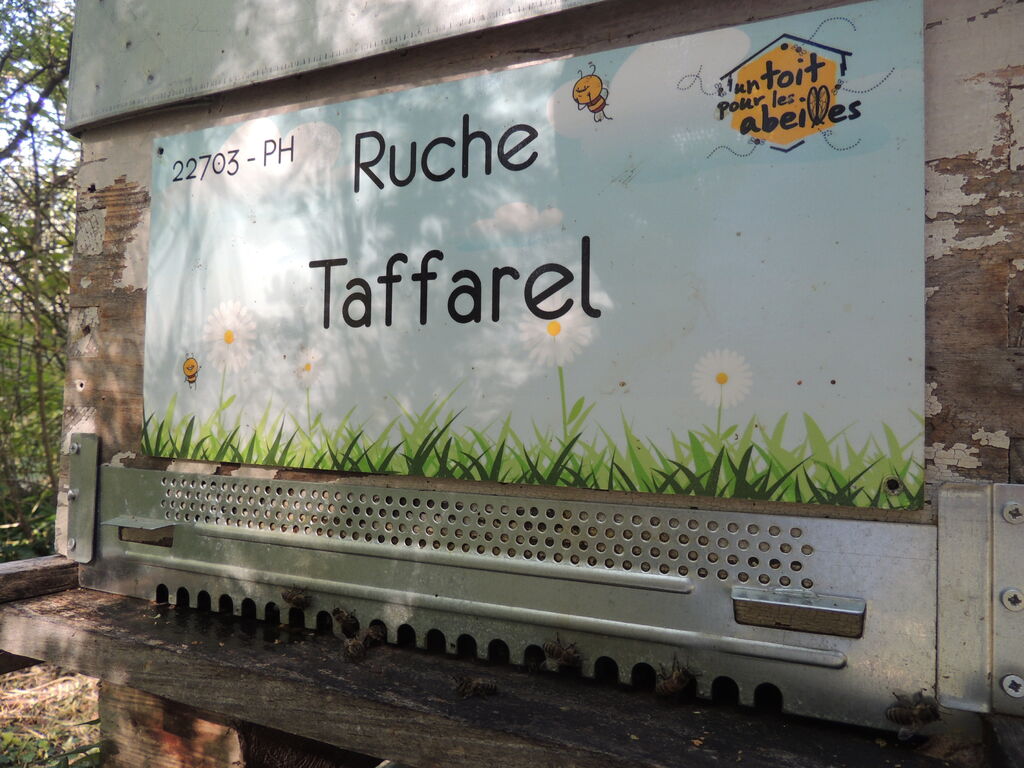 22703 - PH
Ruche
Taffarel
un toit
pour les
abeilles